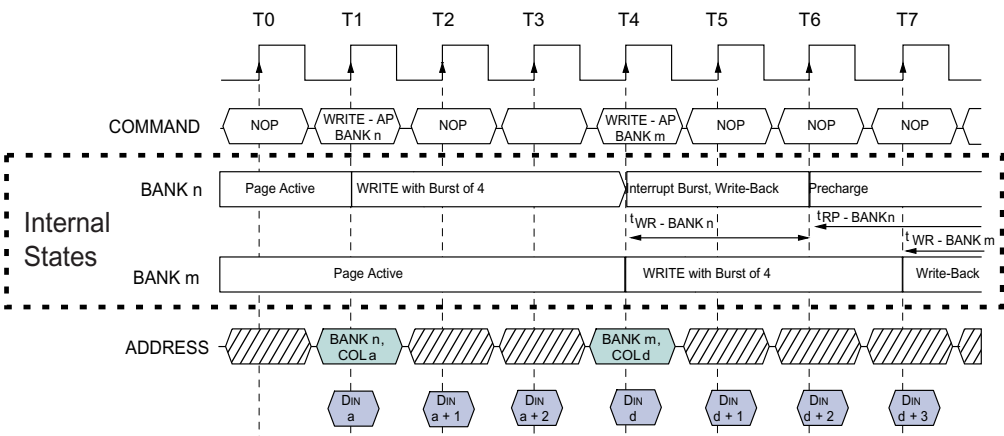 T0 T1 T2 T3 T4 T5 T6 T7
COMMAND NOP WRITE - AP BANK n NOP WRITE - AP BANK m NOP NOP NOP
BANK n Page Active WRITE with Burst of 4 Interrupt Burst, Write-Back Precharge
Internal
States
tWR - BANK n tRP - BANKn
tWR - BANK m
BANK m Page Active WRITE with Burst of 4 Write-Back
ADDRESS BANK n, COL a BANK m, COL d
DIN a DIN a + 1 DIN a + 2 DIN d DIN d + 1 DIN d + 2 DIN d + 3